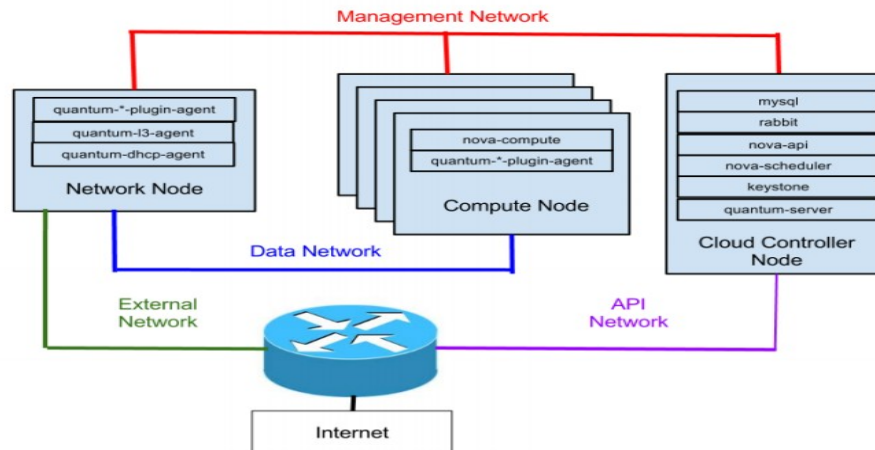 Management Network
quantum-*-plugin-agent
quantum-l3-agent
quantum-dhcp-agent
Network Node
nova-compute
quantum-*-plugin-agent
Compute Node
mysql
rabbit
nova-api
nova-scheduler
keystone
quantum-server
Cloud Controller
Node
Data Network
External
Network
API
Network
Internet